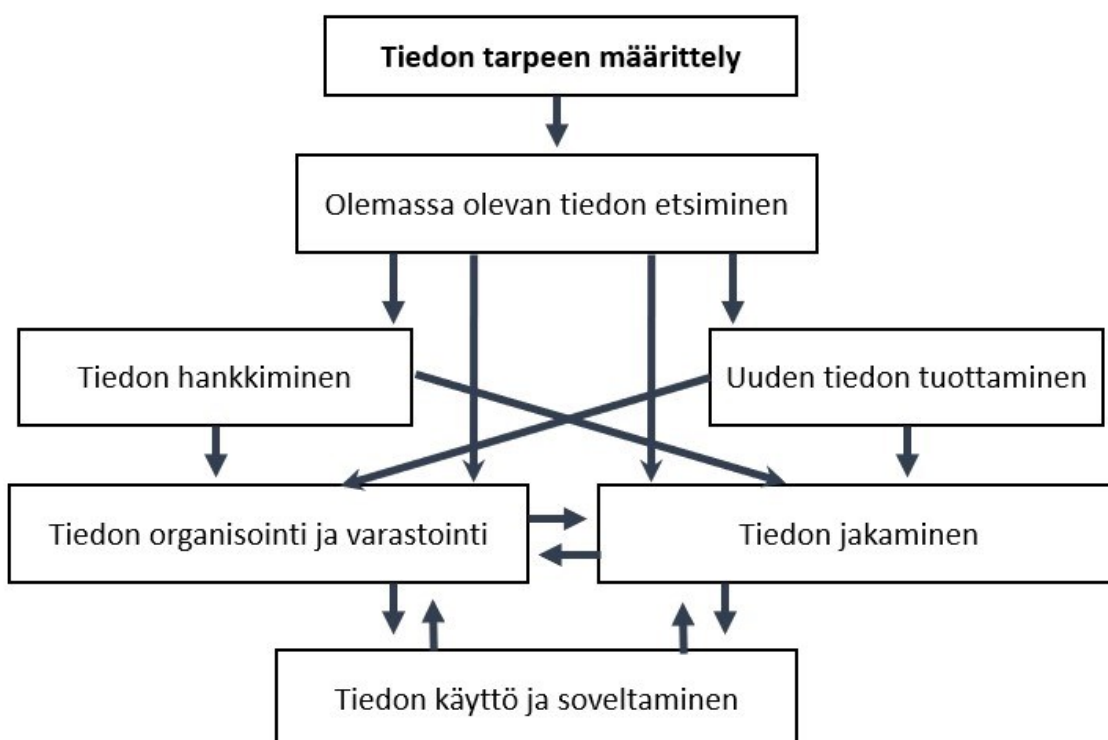 Tiedon tarpeen määrittely
Olemassa olevan tiedon etsiminen
Tiedon hankkiminen
Uuden tiedon tuottaminen
Tiedon organisointi ja varastointi
Tiedon jakaminen
Tiedon käyttö ja soveltaminen